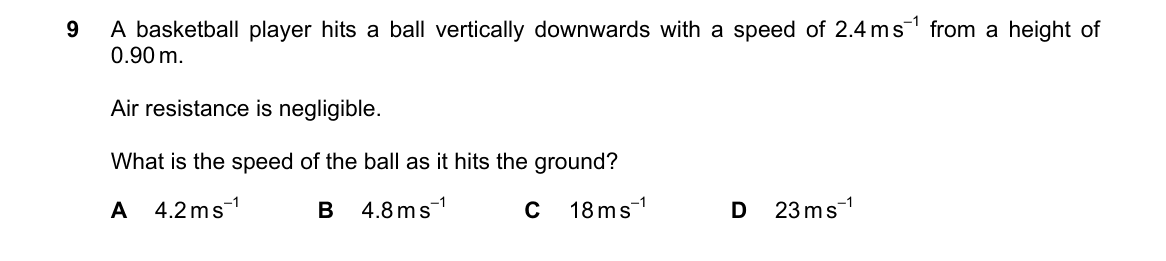 9 A basketball player hits a ball vertically downwards with a speed of 2.4 m s⁻¹ from a height of
0.90 m.
Air resistance is negligible.
What is the speed of the ball as it hits the ground?
A 4.2 m s⁻¹ B 4.8 m s⁻¹ C 18 m s⁻¹ D 23 m s⁻¹